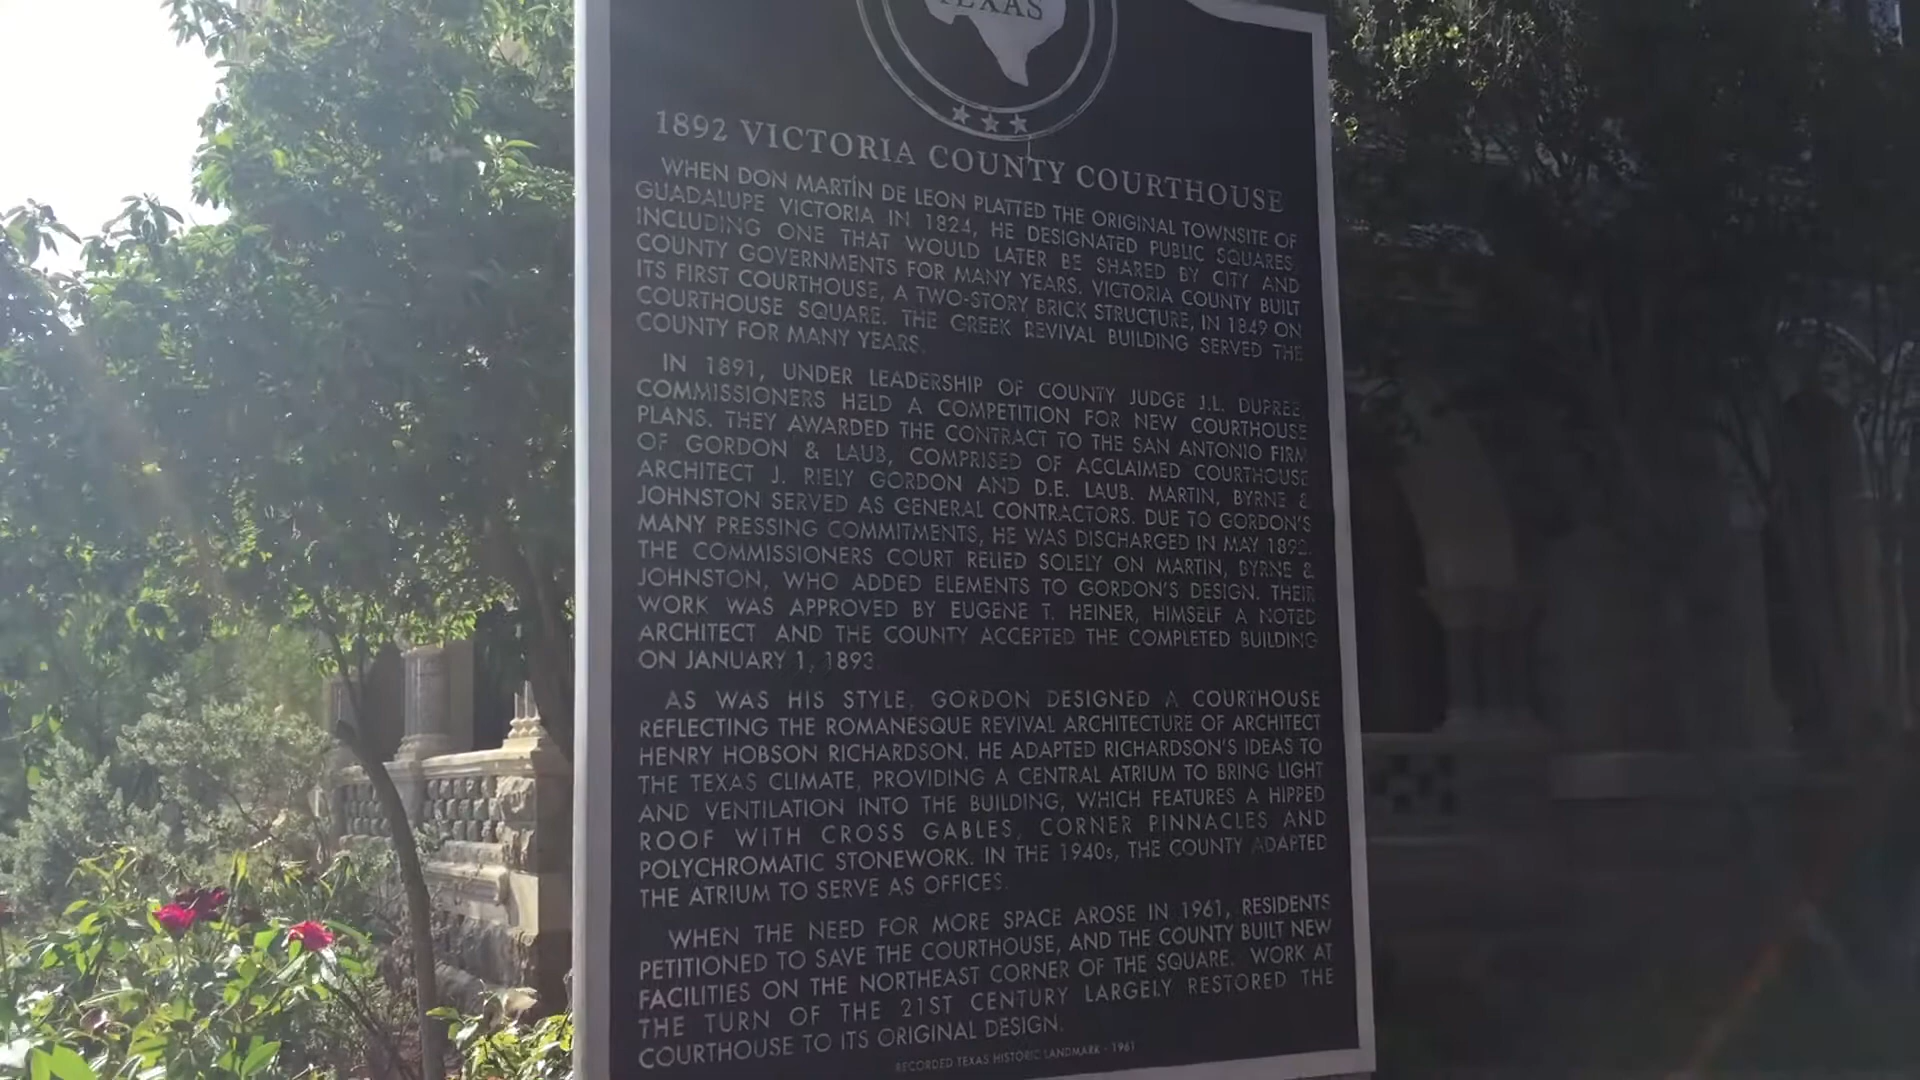 TEXAS
1892 VICTORIA COUNTY COURTHOUSE
WHEN DON MARTÍN DE LEON PLATTED THE ORIGINAL TOWNSITE OF
GUADALUPE VICTORIA IN 1824, HE DESIGNATED PUBLIC SQUARES,
INCLUDING ONE THAT WOULD LATER BE SHARED BY CITY AND
COUNTY GOVERNMENTS FOR MANY YEARS. VICTORIA COUNTY BUILT
ITS FIRST COURTHOUSE, A TWO-STORY BRICK STRUCTURE, IN 1849 ON
COURTHOUSE SQUARE. THE GREEK REVIVAL BUILDING SERVED THE
COUNTY FOR MANY YEARS.
IN 1891, UNDER LEADERSHIP OF COUNTY JUDGE J.L. DUPREE,
COMMISSIONERS HELD A COMPETITION FOR NEW COURTHOUSE
PLANS. THEY AWARDED THE CONTRACT TO THE SAN ANTONIO FIRM
OF GORDON & LAUB, COMPRISED OF ACCLAIMED COURTHOUSE
ARCHITECT J. RIELY GORDON AND D.E. LAUB. MARTIN, BYRNE &
JOHNSTON SERVED AS GENERAL CONTRACTORS. DUE TO GORDON'S
MANY PRESSING COMMITMENTS, HE WAS DISCHARGED IN MAY 1892.
THE COMMISSIONERS COURT RELIED SOLELY ON MARTIN, BYRNE &
JOHNSTON, WHO ADDED ELEMENTS TO GORDON'S DESIGN. THEIR
WORK WAS APPROVED BY EUGENE T. HEINER, HIMSELF A NOTED
ARCHITECT AND THE COUNTY ACCEPTED THE COMPLETED BUILDING
ON JANUARY 1, 1893.
AS WAS HIS STYLE, GORDON DESIGNED A COURTHOUSE
REFLECTING THE ROMANESQUE REVIVAL ARCHITECTURE OF ARCHITECT
HENRY HOBSON RICHARDSON. HE ADAPTED RICHARDSON'S IDEAS TO
THE TEXAS CLIMATE, PROVIDING A CENTRAL ATRIUM TO BRING LIGHT
AND VENTILATION INTO THE BUILDING, WHICH FEATURES A HIPPED
ROOF WITH CROSS GABLES, CORNER PINNACLES AND
POLYCHROMATIC STONEWORK. IN THE 1940s, THE COUNTY ADAPTED
THE ATRIUM TO SERVE AS OFFICES.
WHEN THE NEED FOR MORE SPACE AROSE IN 1961, RESIDENTS
PETITIONED TO SAVE THE COURTHOUSE, AND THE COUNTY BUILT NEW
FACILITIES ON THE NORTHEAST CORNER OF THE SQUARE. WORK AT
THE TURN OF THE 21ST CENTURY LARGELY RESTORED THE
COURTHOUSE TO ITS ORIGINAL DESIGN.
RECORDED TEXAS HISTORIC LANDMARK - 1961